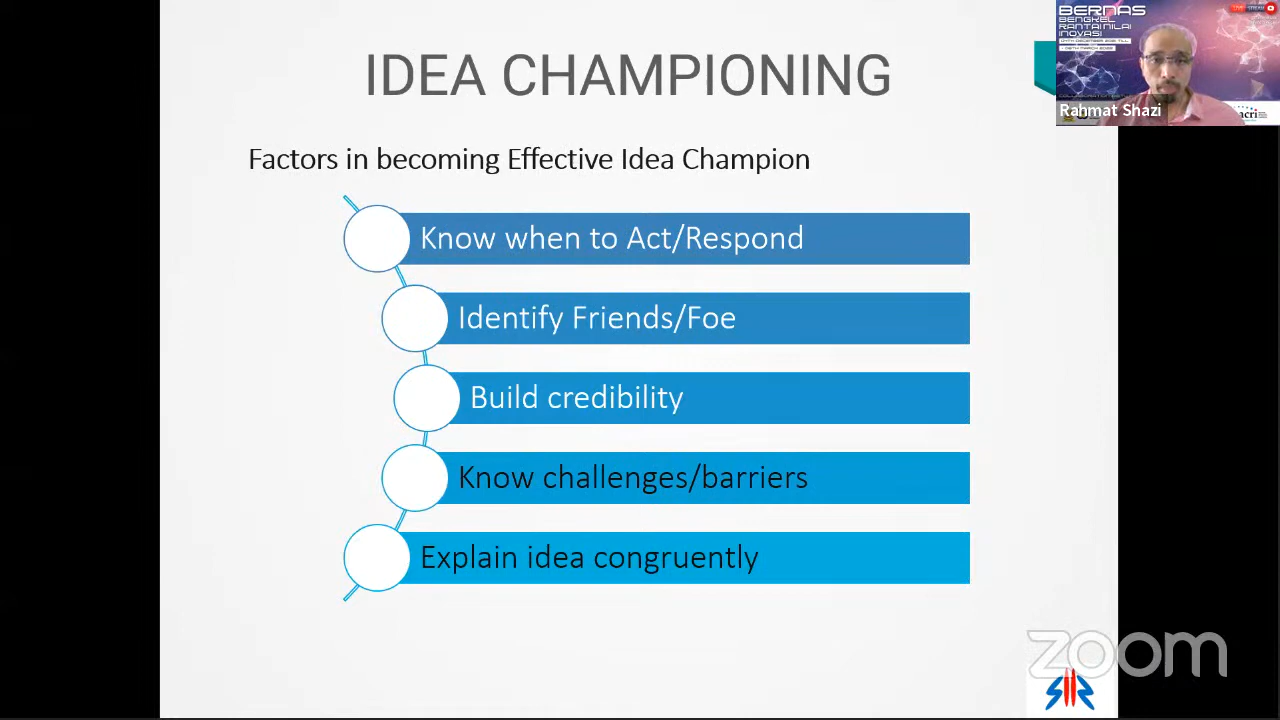 IDEA CHAMPIONING
Factors in becoming Effective Idea Champion
Know when to Act/Respond
Identify Friends/Foe
Build credibility
Know challenges/barriers
Explain idea congruently
BERNAS
BENGKEL
RANTAI NILAI
INOVASI
LIVE
Rahmat Shazi
zoom